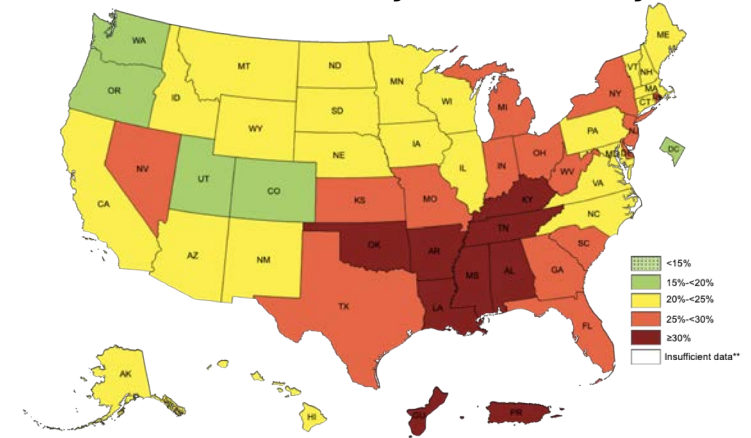 WA
OR
ID
MT
ND
MN
WI
MI
NY
VT
NH
ME
MA
CT
SD
WY
NE
IA
IL
IN
OH
PA
NJ
MD
DE
DC
NV
UT
CO
KS
MO
KY
WV
VA
CA
AZ
NM
OK
AR
TN
NC
SC
TX
LA
MS
AL
GA
FL
AK
HI
GU
PR
<15%
15%-<20%
20%-<25%
25%-<30%
≥30%
Insufficient data**